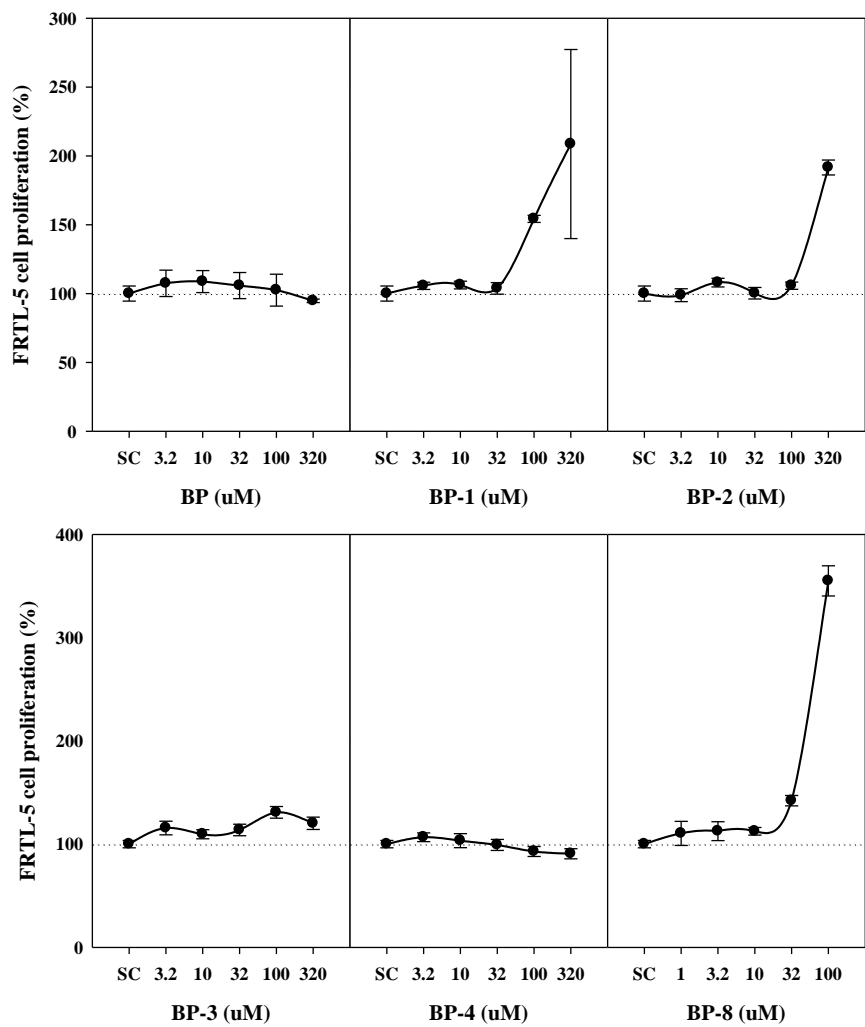 FRTL-5 cell proliferation (%)
300
250
200
150
100
50
0
SC 3.2 10 32 100 320
BP (uM)
SC 3.2 10 32 100 320
BP-1 (uM)
SC 3.2 10 32 100 320
BP-2 (uM)
FRTL-5 cell proliferation (%)
400
300
200
100
0
SC 3.2 10 32 100 320
BP-3 (uM)
SC 3.2 10 32 100 320
BP-4 (uM)
SC 1 3.2 10 32 100
BP-8 (uM)